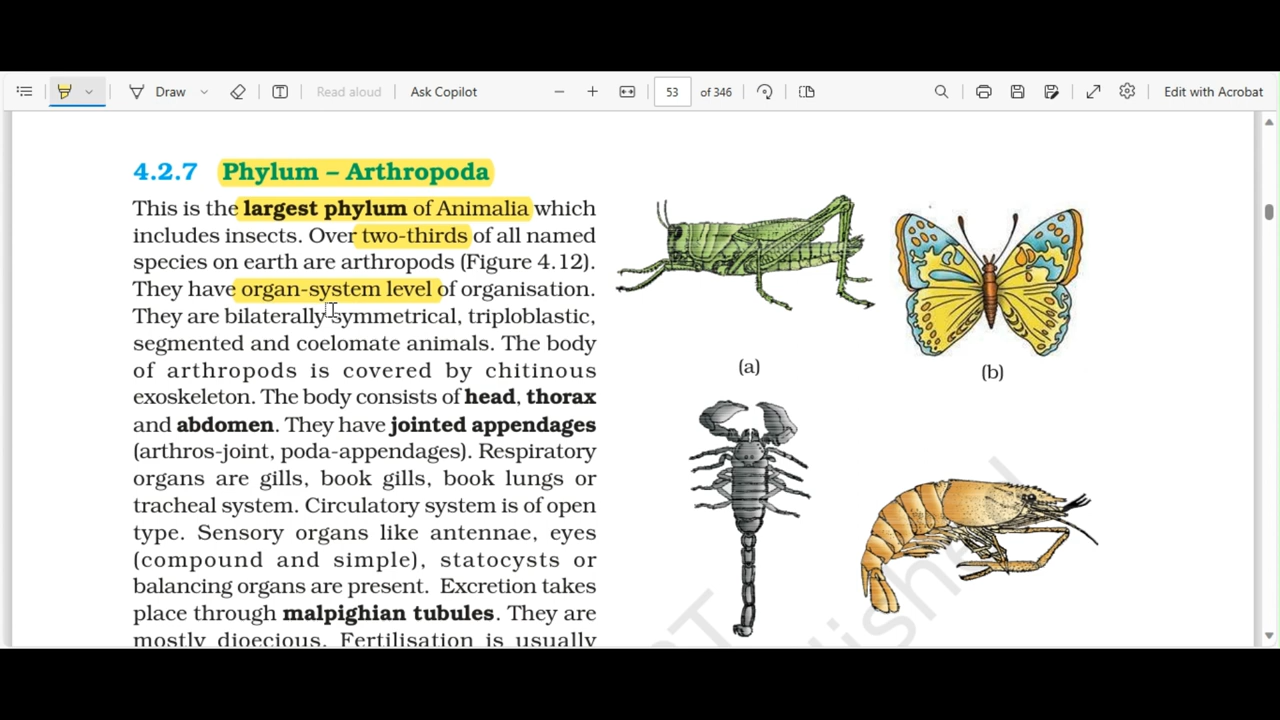 Draw
Read aloud
Ask Copilot
53
of 346
Edit with Acrobat
4.2.7 Phylum – Arthropoda
This is the largest phylum of Animalia which
includes insects. Over two-thirds of all named
species on earth are arthropods (Figure 4.12).
They have organ-system level of organisation.
They are bilaterally symmetrical, triploblastic,
segmented and coelomate animals. The body
of arthropods is covered by chitinous
exoskeleton. The body consists of head, thorax
and abdomen. They have jointed appendages
(arthros-joint, poda-appendages). Respiratory
organs are gills, book gills, book lungs or
tracheal system. Circulatory system is of open
type. Sensory organs like antennae, eyes
(compound and simple), statocysts or
balancing organs are present. Excretion takes
place through malpighian tubules. They are
mostly dioecious. Fertilisation is usually
(a)
(b)